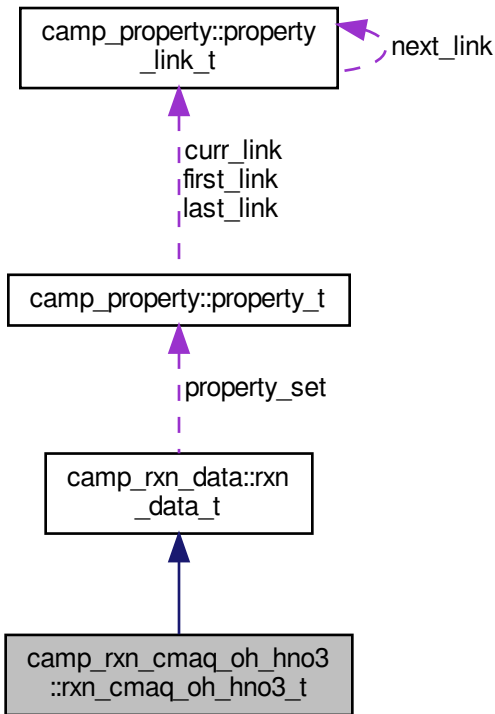 camp_property::property
_link_t
next_link
curr_link
first_link
last_link
camp_property::property_t
property_set
camp_rxn_data::rxn
_data_t
camp_rxn_cmaq_oh_hno3
::rxn_cmaq_oh_hno3_t